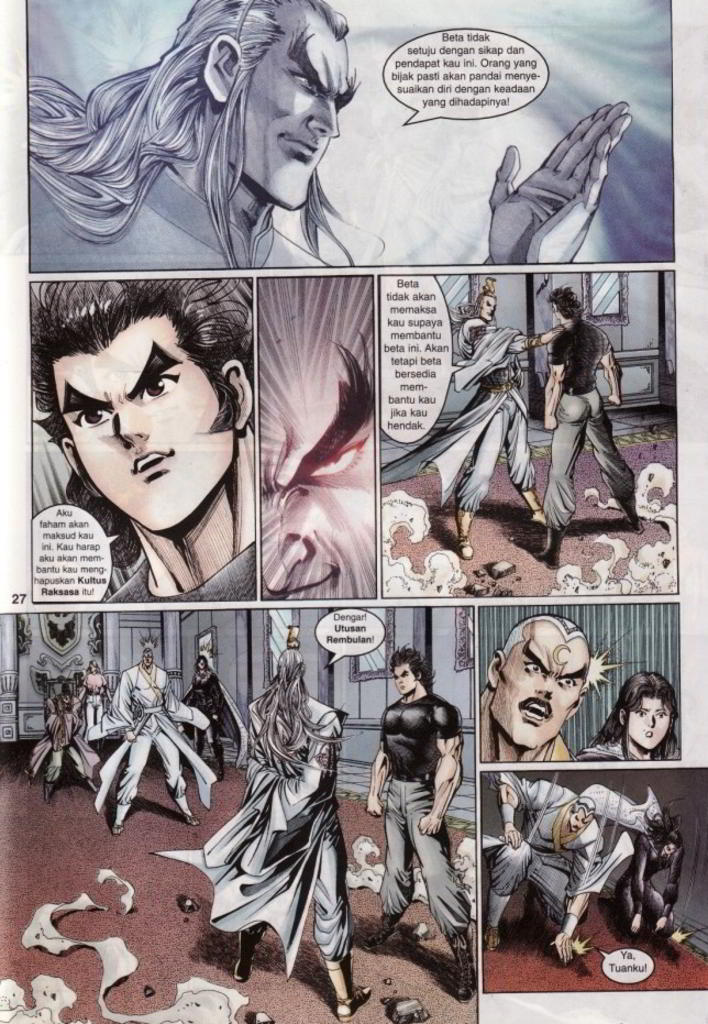 Beta tidak
setuju dengan sikap dan
pendapat kau ini. Orang yang
bijak pasti akan pandai menye-
suaikan diri dengan keadaan
yang dihadapinya!
Aku
faham akan
maksud kau
itu. Kau harap
aku akan mem-
bantu kau meng-
hapuskan Kultus
Raksasa itu!
Beta
tidak akan
memaksa
kau supaya
membantu
beta ini. Akan
tetapi beta
bersedia
mem-
bantu kau
jika kau
hendak.
27
Dengar!
Utusan
Rembulan!
Ya,
Tuanku!